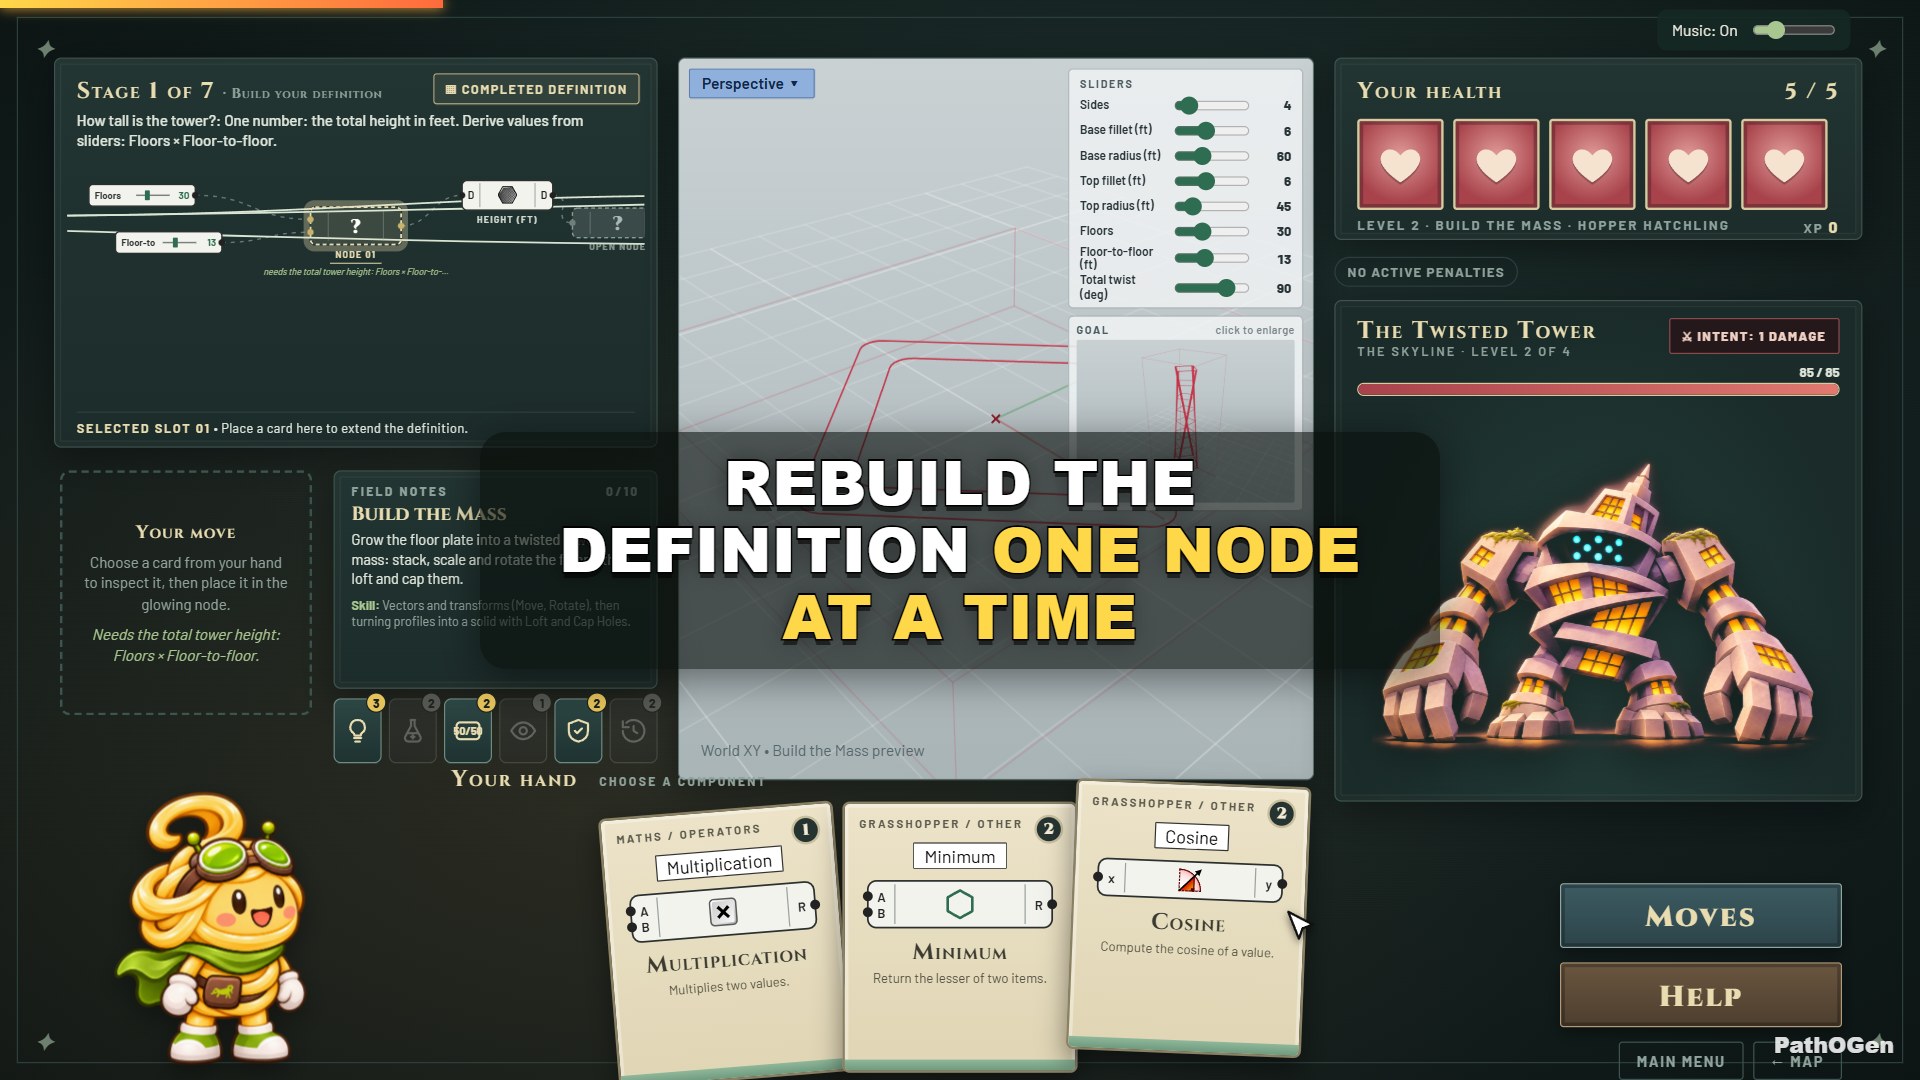 Music: On
STAGE 1 OF 7 · BUILD YOUR DEFINITION
COMPLETED DEFINITION
How tall is the tower?: One number: the total height in feet. Derive values from
sliders: Floors × Floor-to-floor.
Floors 30
Floor-to 13
?
NODE 01
needs the total tower height: Floors × Floor-to-...
D D
HEIGHT (FT)
?
OPEN NODE
SELECTED SLOT 01 • Place a card here to extend the definition.
Perspective ▼
SLIDERS
Sides 4
Base fillet (ft) 6
Base radius (ft) 60
Top fillet (ft) 6
Top radius (ft) 45
Floors 30
Floor-to-floor
(ft) 13
Total twist
(deg) 90
GOAL click to enlarge
World XY • Build the Mass preview
YOUR HEALTH 5 / 5
LEVEL 2 · BUILD THE MASS · HOPPER HATCHLING
XP 0
NO ACTIVE PENALTIES
THE TWISTED TOWER
THE SKYLINE · LEVEL 2 OF 4
INTENT: 1 DAMAGE
85 / 85
REBUILD THE
DEFINITION ONE NODE
AT A TIME
YOUR MOVE
Choose a card from your hand
to inspect it, then place it in the
glowing node.
Needs the total tower height:
Floors × Floor-to-floor.
FIELD NOTES 0/10
BUILD THE MASS
Grow the floor plate into a twisted
mass: stack, scale and rotate the
loft and cap them.
Skill: Vectors and transforms (Move, Rotate), then
turning profiles into a solid with Loft and Cap Holes.
3 2 2 1 2 2
50/50
YOUR HAND CHOOSE A COMPONENT
MATHS / OPERATORS 1
Multiplication
A
B
R
MULTIPLICATION
Multiplies two values.
GRASSHOPPER / OTHER 2
Minimum
A
B
R
MINIMUM
Return the lesser of two items.
GRASSHOPPER / OTHER 2
Cosine
x y
COSINE
Compute the cosine of a value.
MOVES
HELP
MAIN MENU
← MAP
PathOGen